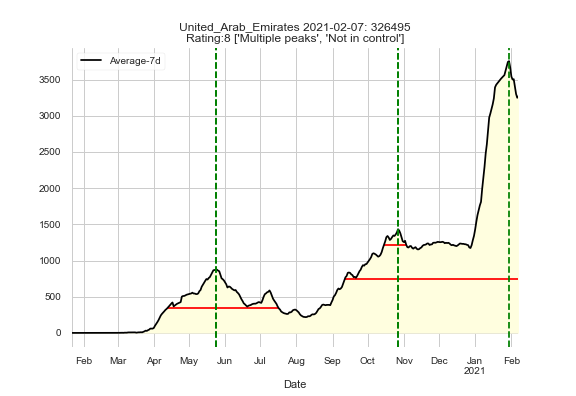 United_Arab_Emirates 2021-02-07: 326495
Rating:8 ['Multiple peaks', 'Not in control']
Average-7d
3500
3000
2500
2000
1500
1000
500
0
Feb Mar Apr May Jun Jul Aug Sep Oct Nov Dec Jan Feb
2021
Date